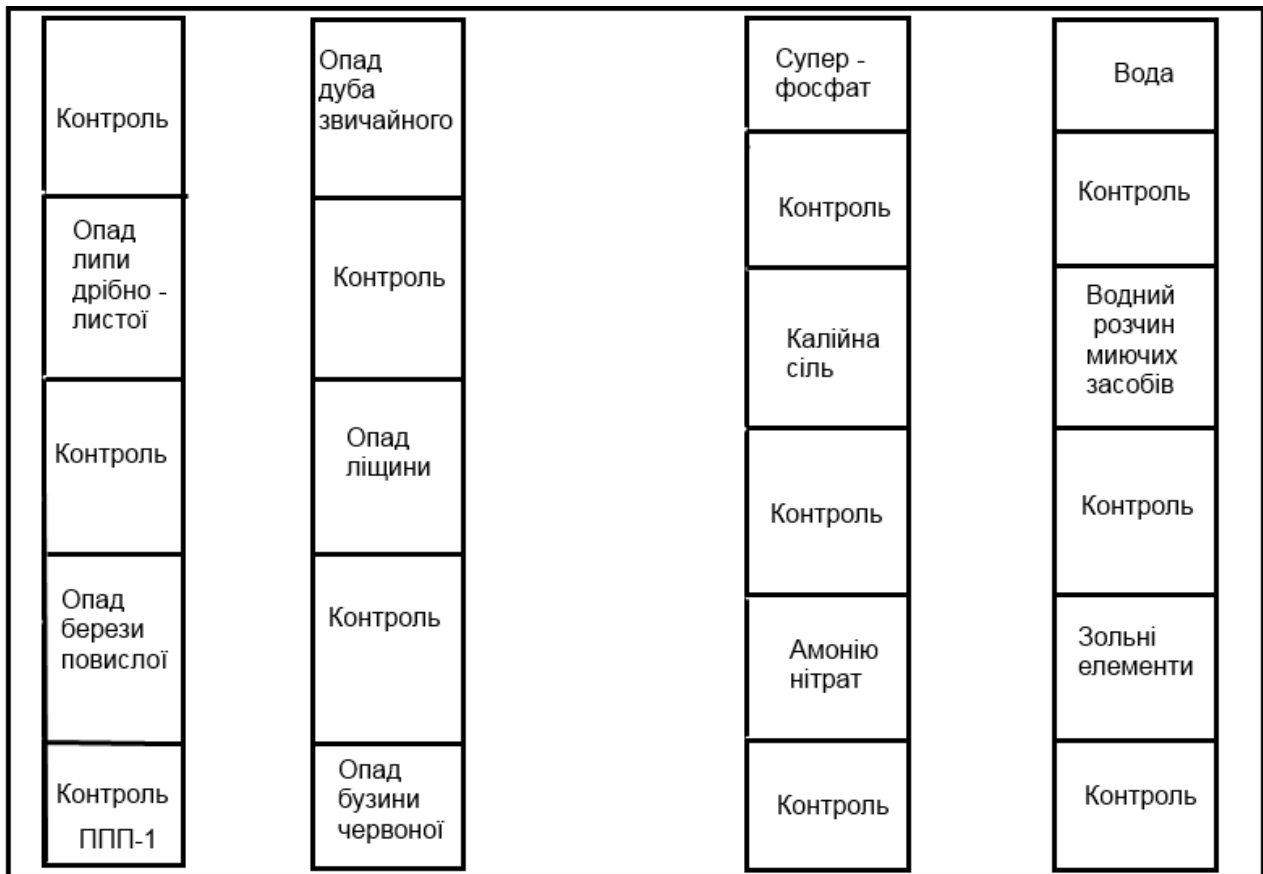 Контроль
Опад
липи
дрібно -
листої
Контроль
Опад
берези
повислої
Контроль
ППП-1
Опад
дуба
звичайного
Контроль
Опад
ліщини
Контроль
Опад
бузини
червоної
Супер -
фосфат
Контроль
Калійна
сіль
Контроль
Амонію
нітрат
Контроль
Вода
Контроль
Водний
розчин
миючих
засобів
Контроль
Зольні
елементи
Контроль